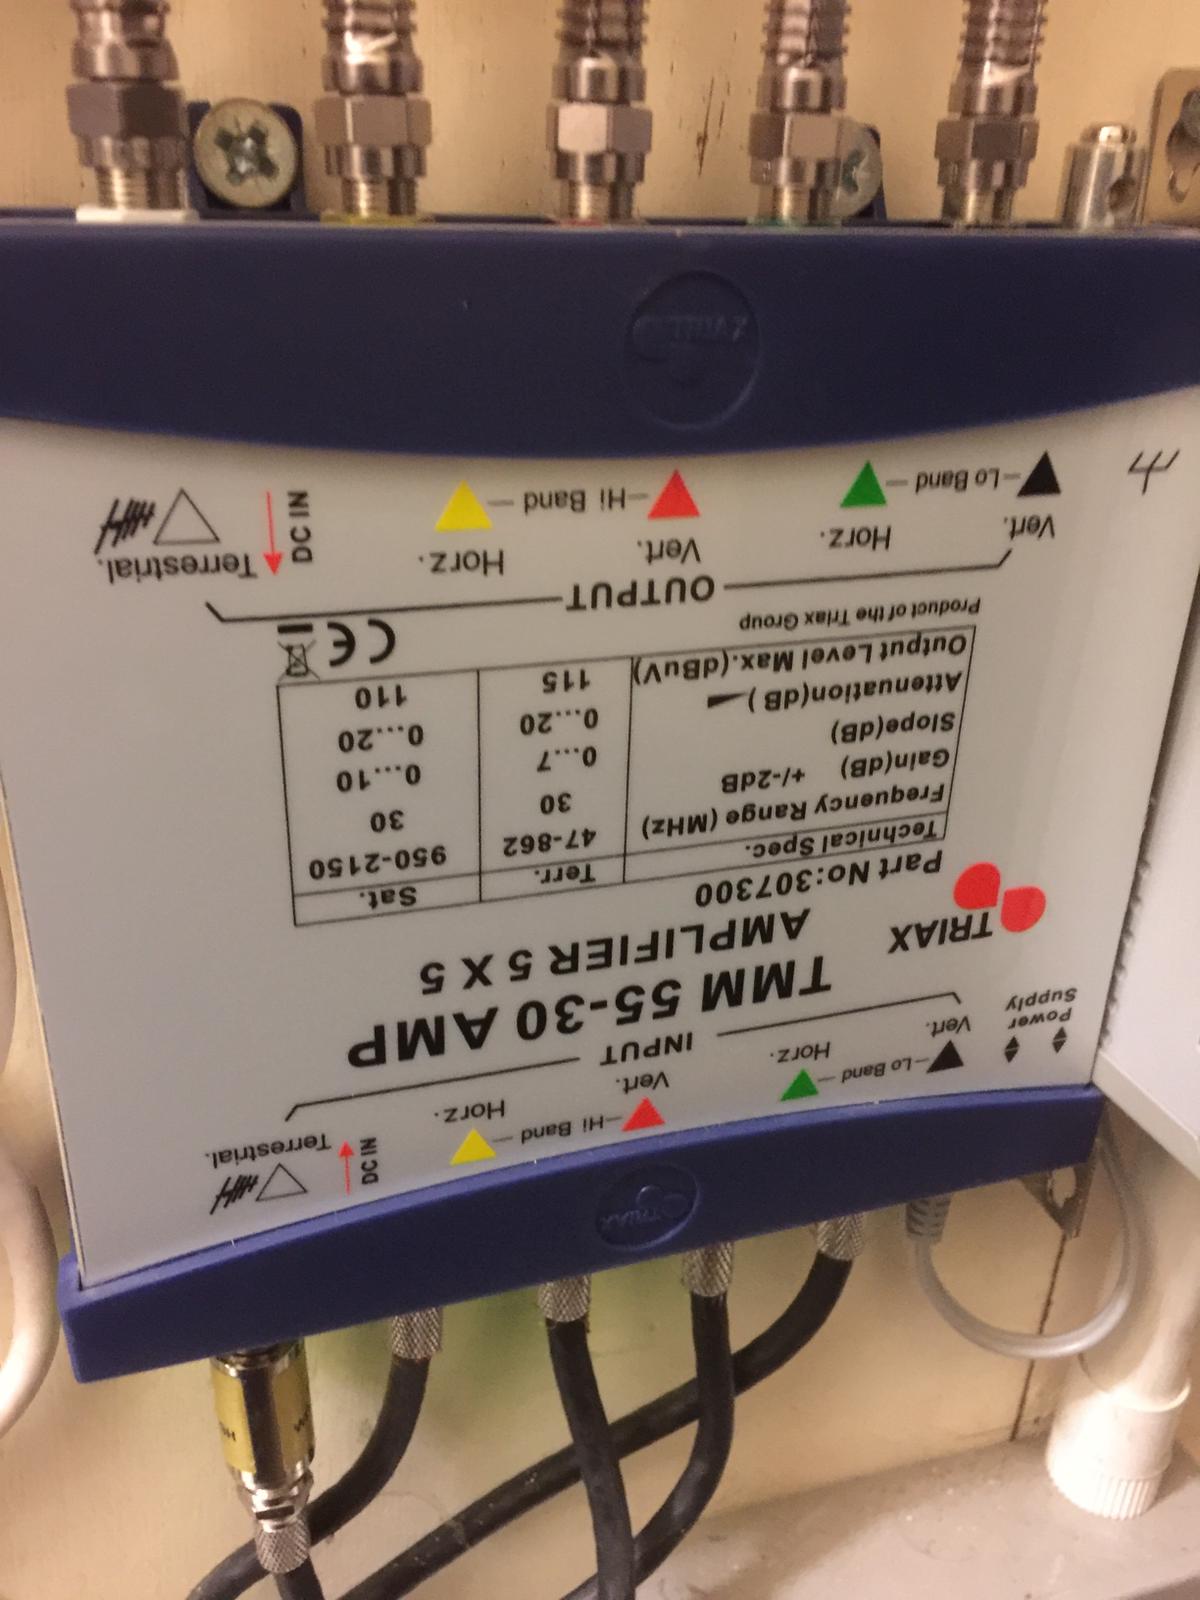 Terrestrial.
DC IN
Horz.
Hi Band
Vert.
Horz.
Lo Band
Vert.
INPUT
Power
Supply
TMM 55-30 AMP
TRIAX
AMPLIFIER 5 X 5
Part No:307300
Technical Spec. Terr. Sat.
Frequency Range (MHz) 47-862 950-2150
Gain(dB) +/-2dB 30 30
Slope(dB) 0...7 0...10
Attenuation(dB) 0...20 0...20
Output Level Max.(dBuV) 115 110
Product of the Triax Group
CE
OUTPUT
Vert.
Lo Band
Horz.
Vert.
Hi Band
Horz.
DC IN
Terrestrial.
TRIAX
TRIAX